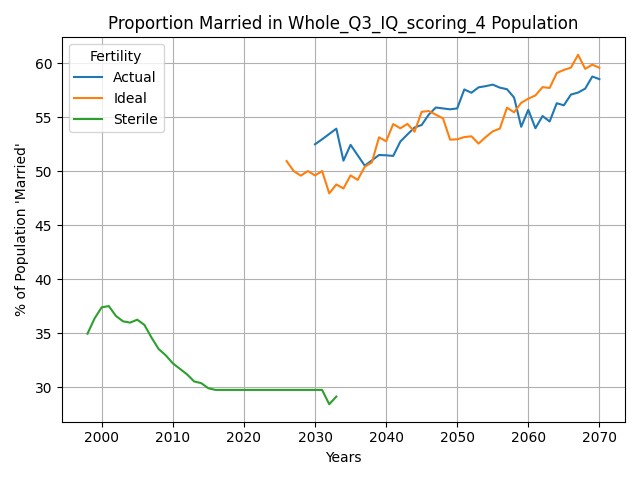 Proportion Married in Whole_Q3_IQ_scoring_4 Population
% of Population 'Married'
60
55
50
45
40
35
30
Fertility
Actual
Ideal
Sterile
2000 2010 2020 2030 2040 2050 2060 2070
Years